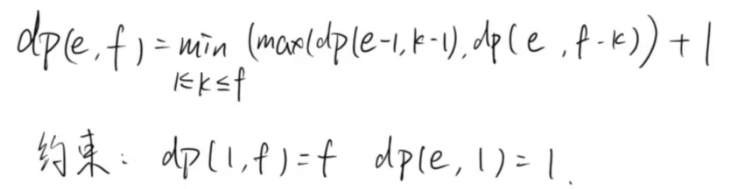 dp(e,f)=min (max(dp(e-1,k-1),dp(e,f-k))+1
1≤k≤f
约束: dp(1,f)=f dp(e,1)=1.